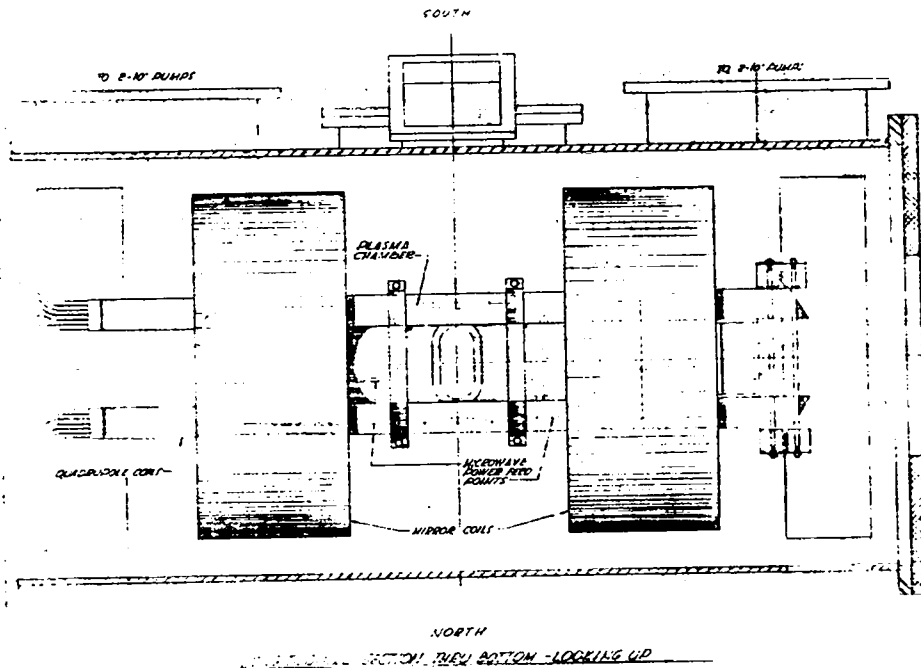 SOUTH
TO 2-10" PUMPS
TO 2-10" PUMPS
PLASMA
CHAMBER
QUADRUPOLE COILS
MICROWAVE
POWER FEED
POINTS
MIRROR COILS
NORTH
SECTION THRU BOTTOM - LOOKING UP